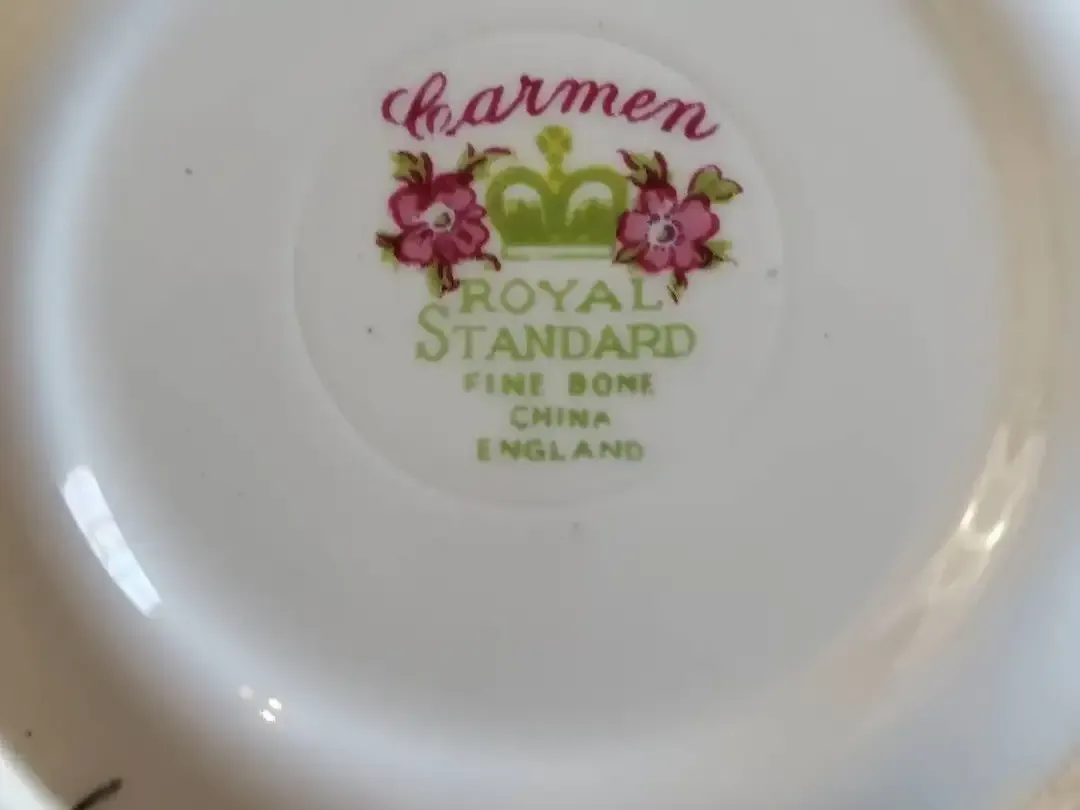 Carmen
ROYAL
STANDARD
FINE BONE
CHINA
ENGLAND